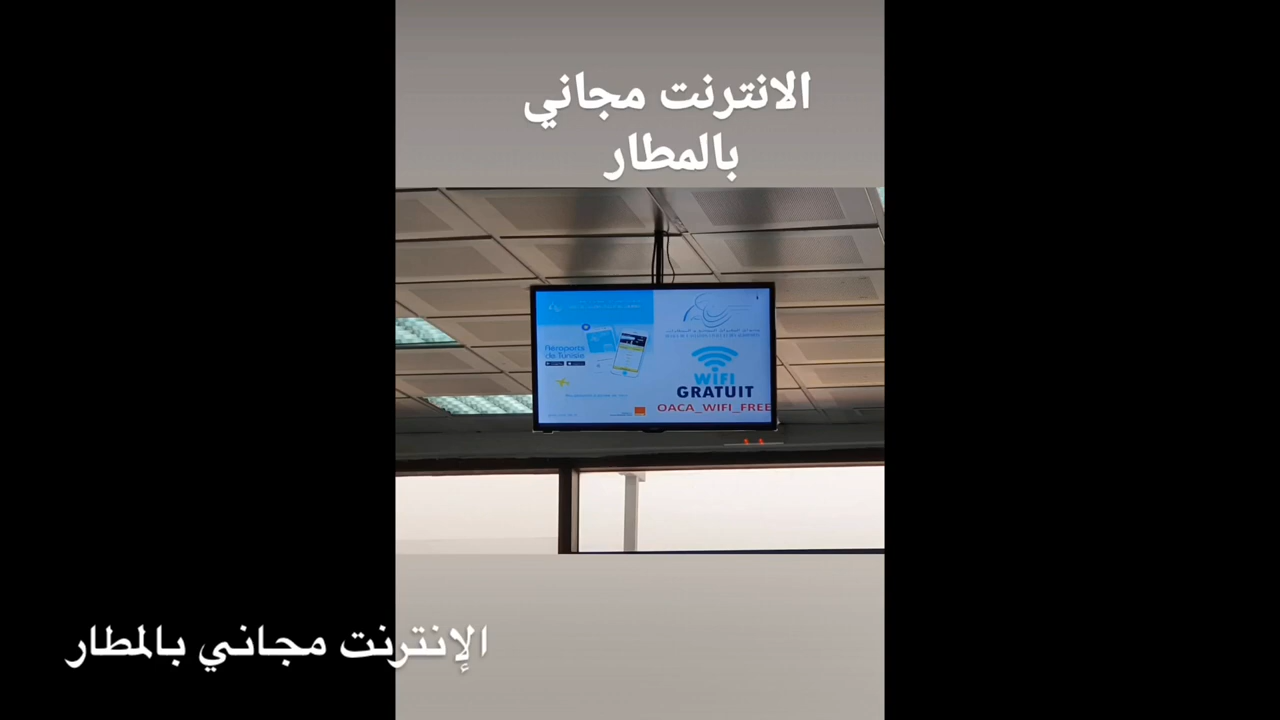 الانترنت مجاني
بالمطار
Aéroports
de Tunisie
WiFi
GRATUIT
OACA_WIFI_FREE
الإنترنت مجاني بالمطار